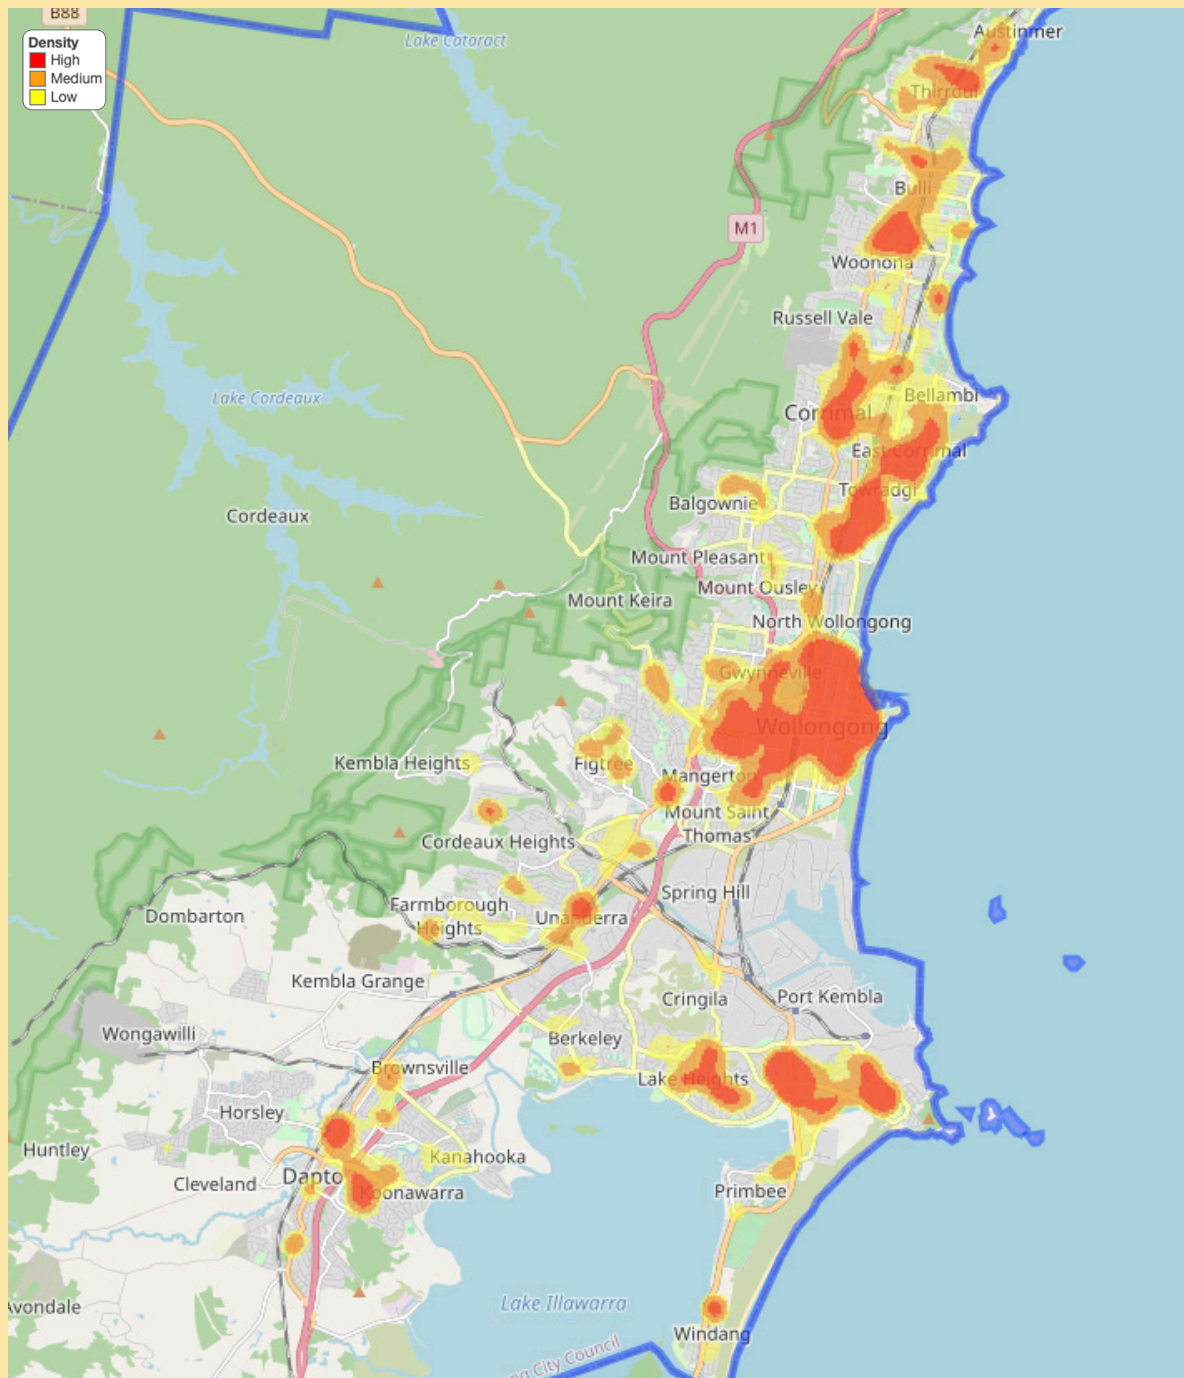 B88
Density
High
Medium
Low
Lake Cataract
Austinmer
Thirroul
Bulli
M1
Woonona
Russell Vale
Lake Cordeaux
Bellambi
Corrimal
East Corrimal
Towradgi
Balgownie
Cordeaux
Mount Pleasant
Mount Ousley
Mount Keira
North Wollongong
Gwynneville
Wollongong
Kembla Heights
Figtree
Mangerton
Mount Saint
Thomas
Cordeaux Heights
Spring Hill
Farmborough
Heights
Unanderra
Dombarton
Kembla Grange
Cringila
Port Kembla
Wongawilli
Berkeley
Brownsville
Lake Heights
Horsley
Huntley
Kanahooka
Cleveland
Dapto
Koonawarra
Primbee
Lake Illawarra
Avondale
Windang
ng City Council